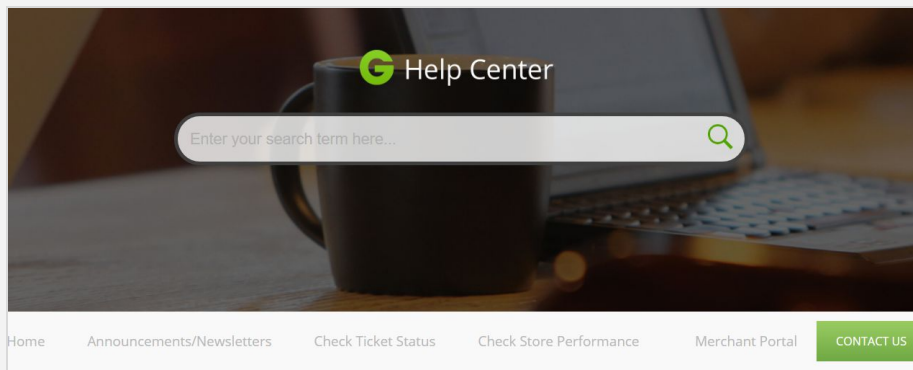 G Help Center
Enter your search term here...
Home Announcements/Newsletters Check Ticket Status Check Store Performance Merchant Portal CONTACT US